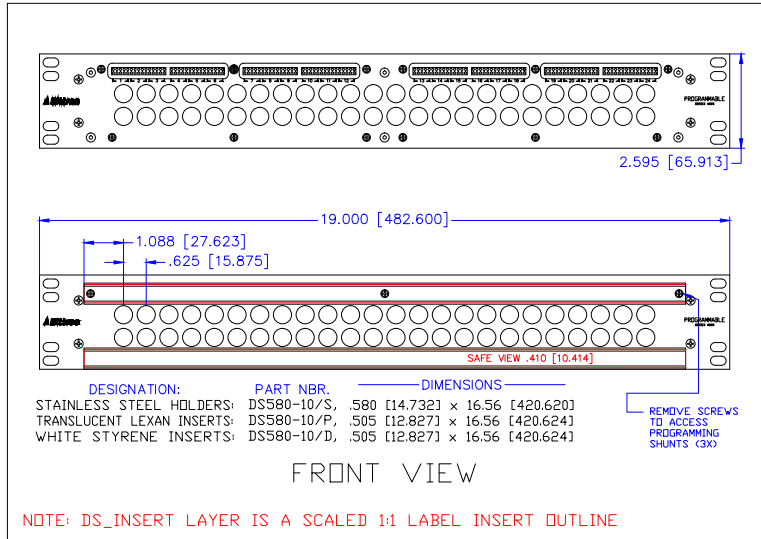 PROGRAMMABLE
2.595 [65.913]
19.000 [482.600]
1.088 [27.623]
.625 [15.875]
PROGRAMMABLE
SAFE VIEW .410 [10.414]
DESIGNATION: PART NBR. DIMENSIONS
STAINLESS STEEL HOLDERS: DS580-10/S, .580 [14.732] x 16.56 [420.620]
TRANSLUCENT LEXAN INSERTS: DS580-10/P, .505 [12.827] x 16.56 [420.624]
WHITE STYRENE INSERTS: DS580-10/D, .505 [12.827] x 16.56 [420.624]
REMOVE SCREWS
TO ACCESS
PROGRAMMING
SHUNTS (3X)
FRONT VIEW
NOTE: DS_INSERT LAYER IS A SCALED 1:1 LABEL INSERT OUTLINE